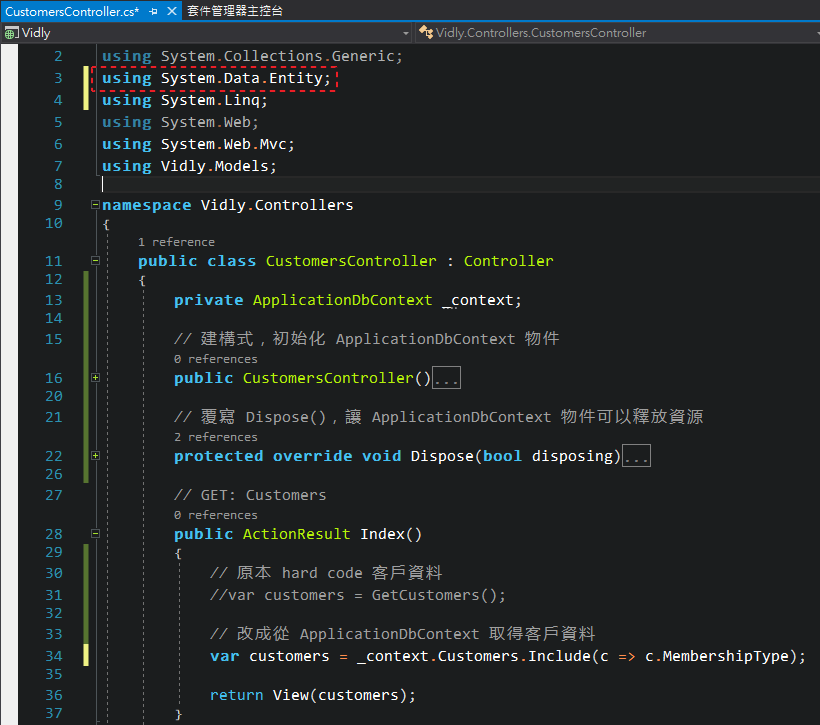 CustomersController.cs* 套件管理器主控台
Vidly Vidly.Controllers.CustomersController
2 using System.Collections.Generic;
3 using System.Data.Entity;
4 using System.Linq;
5 using System.Web;
6 using System.Web.Mvc;
7 using Vidly.Models;
8
9 namespace Vidly.Controllers
10 {
1 reference
11 public class CustomersController : Controller
12 {
13 private ApplicationDbContext _context;
14
15 // 建構式，初始化 ApplicationDbContext 物件
0 references
16 public CustomersController()...
20
21 // 覆寫 Dispose()，讓 ApplicationDbContext 物件可以釋放資源
2 references
22 protected override void Dispose(bool disposing)...
26
27 // GET: Customers
0 references
28 public ActionResult Index()
29 {
30 // 原本 hard code 客戶資料
31 //var customers = GetCustomers();
32
33 // 改成從 ApplicationDbContext 取得客戶資料
34 var customers = _context.Customers.Include(c => c.MembershipType);
35
36 return View(customers);
37 }